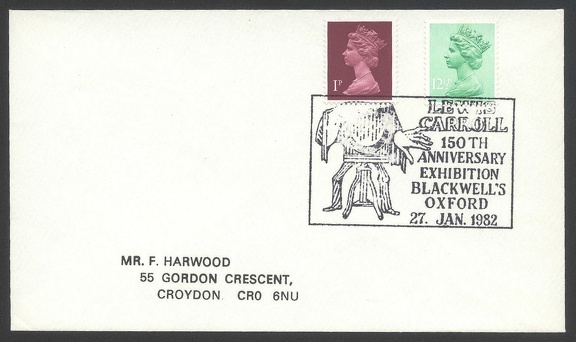 1P
12½P
LEWIS
CARROLL
150TH
ANNIVERSARY
EXHIBITION
BLACKWELL'S
OXFORD
27. JAN. 1982
MR. F. HARWOOD
55 GORDON CRESCENT,
CROYDON CR0 6NU